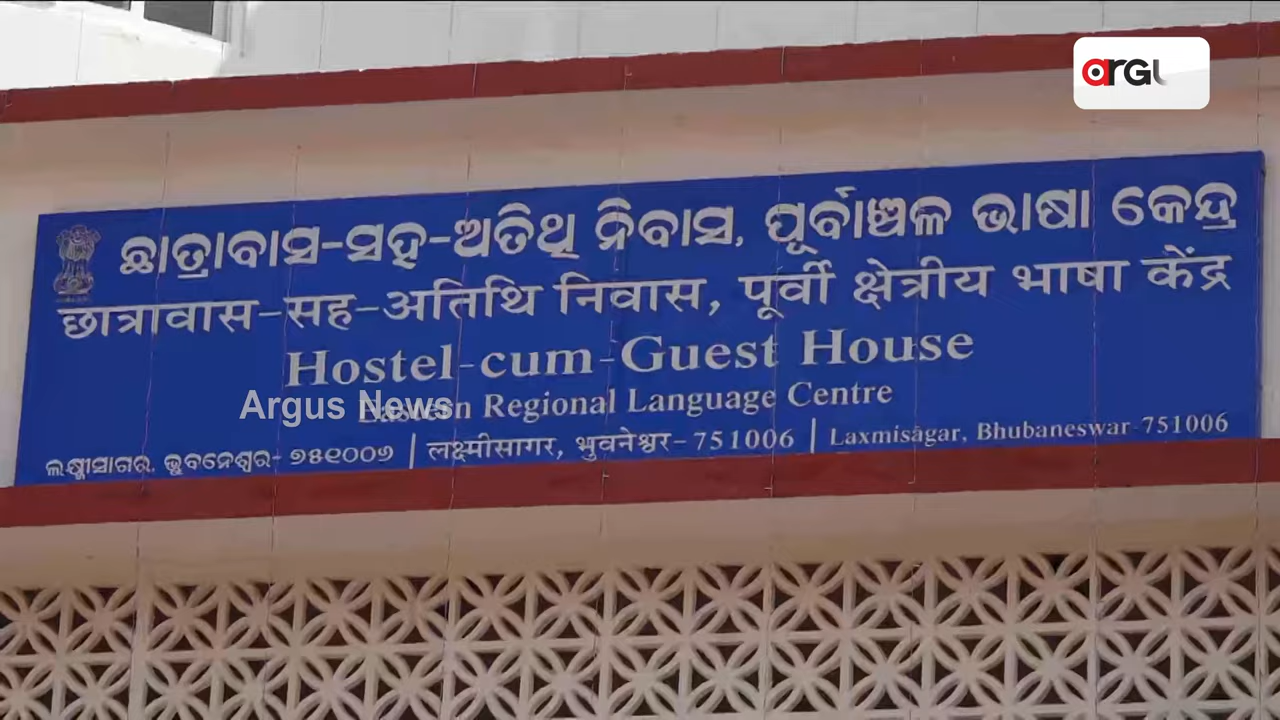 ARGU
ଛାତ୍ରାବାସ-ସହ-ଅତିଥି ନିବାସ, ପୂର୍ବାଞ୍ଚଳ ଭାଷା କେନ୍ଦ୍ର
छात्रावास-सह-अतिथि निवास, पूर्वी क्षेत्रीय भाषा केंद्र
Hostel-cum-Guest House
Eastern Regional Language Centre
Argus News
ଲକ୍ଷ୍ମୀସାଗର, ଭୁବନେଶ୍ୱର- ୭୫୧୦୦୬ | लक्ष्मीसागर, भुवनेश्वर- 751006 | Laxmisagar, Bhubaneswar-751006